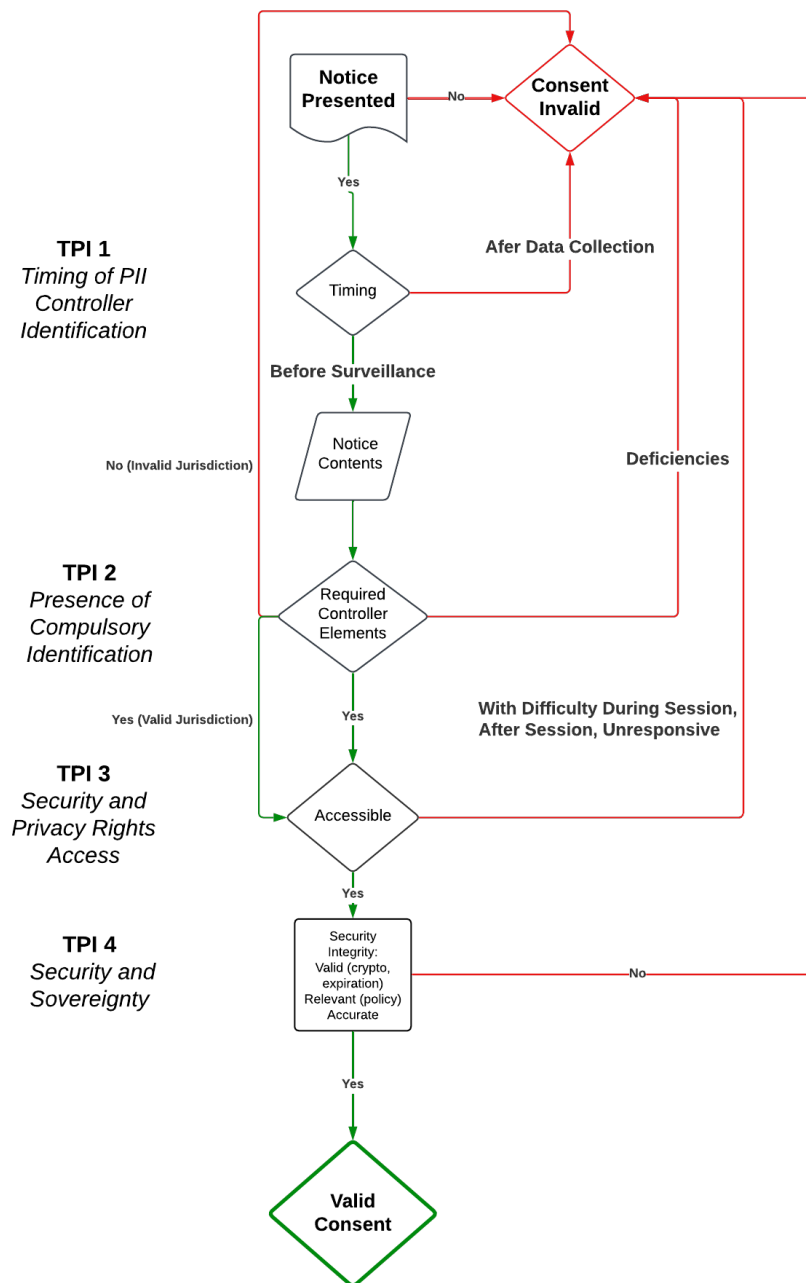 Notice
Presented
No
Consent
Invalid
Yes
TPI 1
Timing of PII
Controller
Identification
Timing
Afer Data Collection
Before Surveillance
Notice
Contents
No (Invalid Jurisdiction)
Deficiencies
TPI 2
Presence of
Compulsory
Identification
Required
Controller
Elements
Yes (Valid Jurisdiction)
Yes
With Difficulty During Session,
After Session, Unresponsive
TPI 3
Security and
Privacy Rights
Access
Accessible
Yes
TPI 4
Security and
Sovereignty
Security
Integrity:
Valid (crypto,
expiration)
Relevant (policy)
Accurate
No
Yes
Valid
Consent